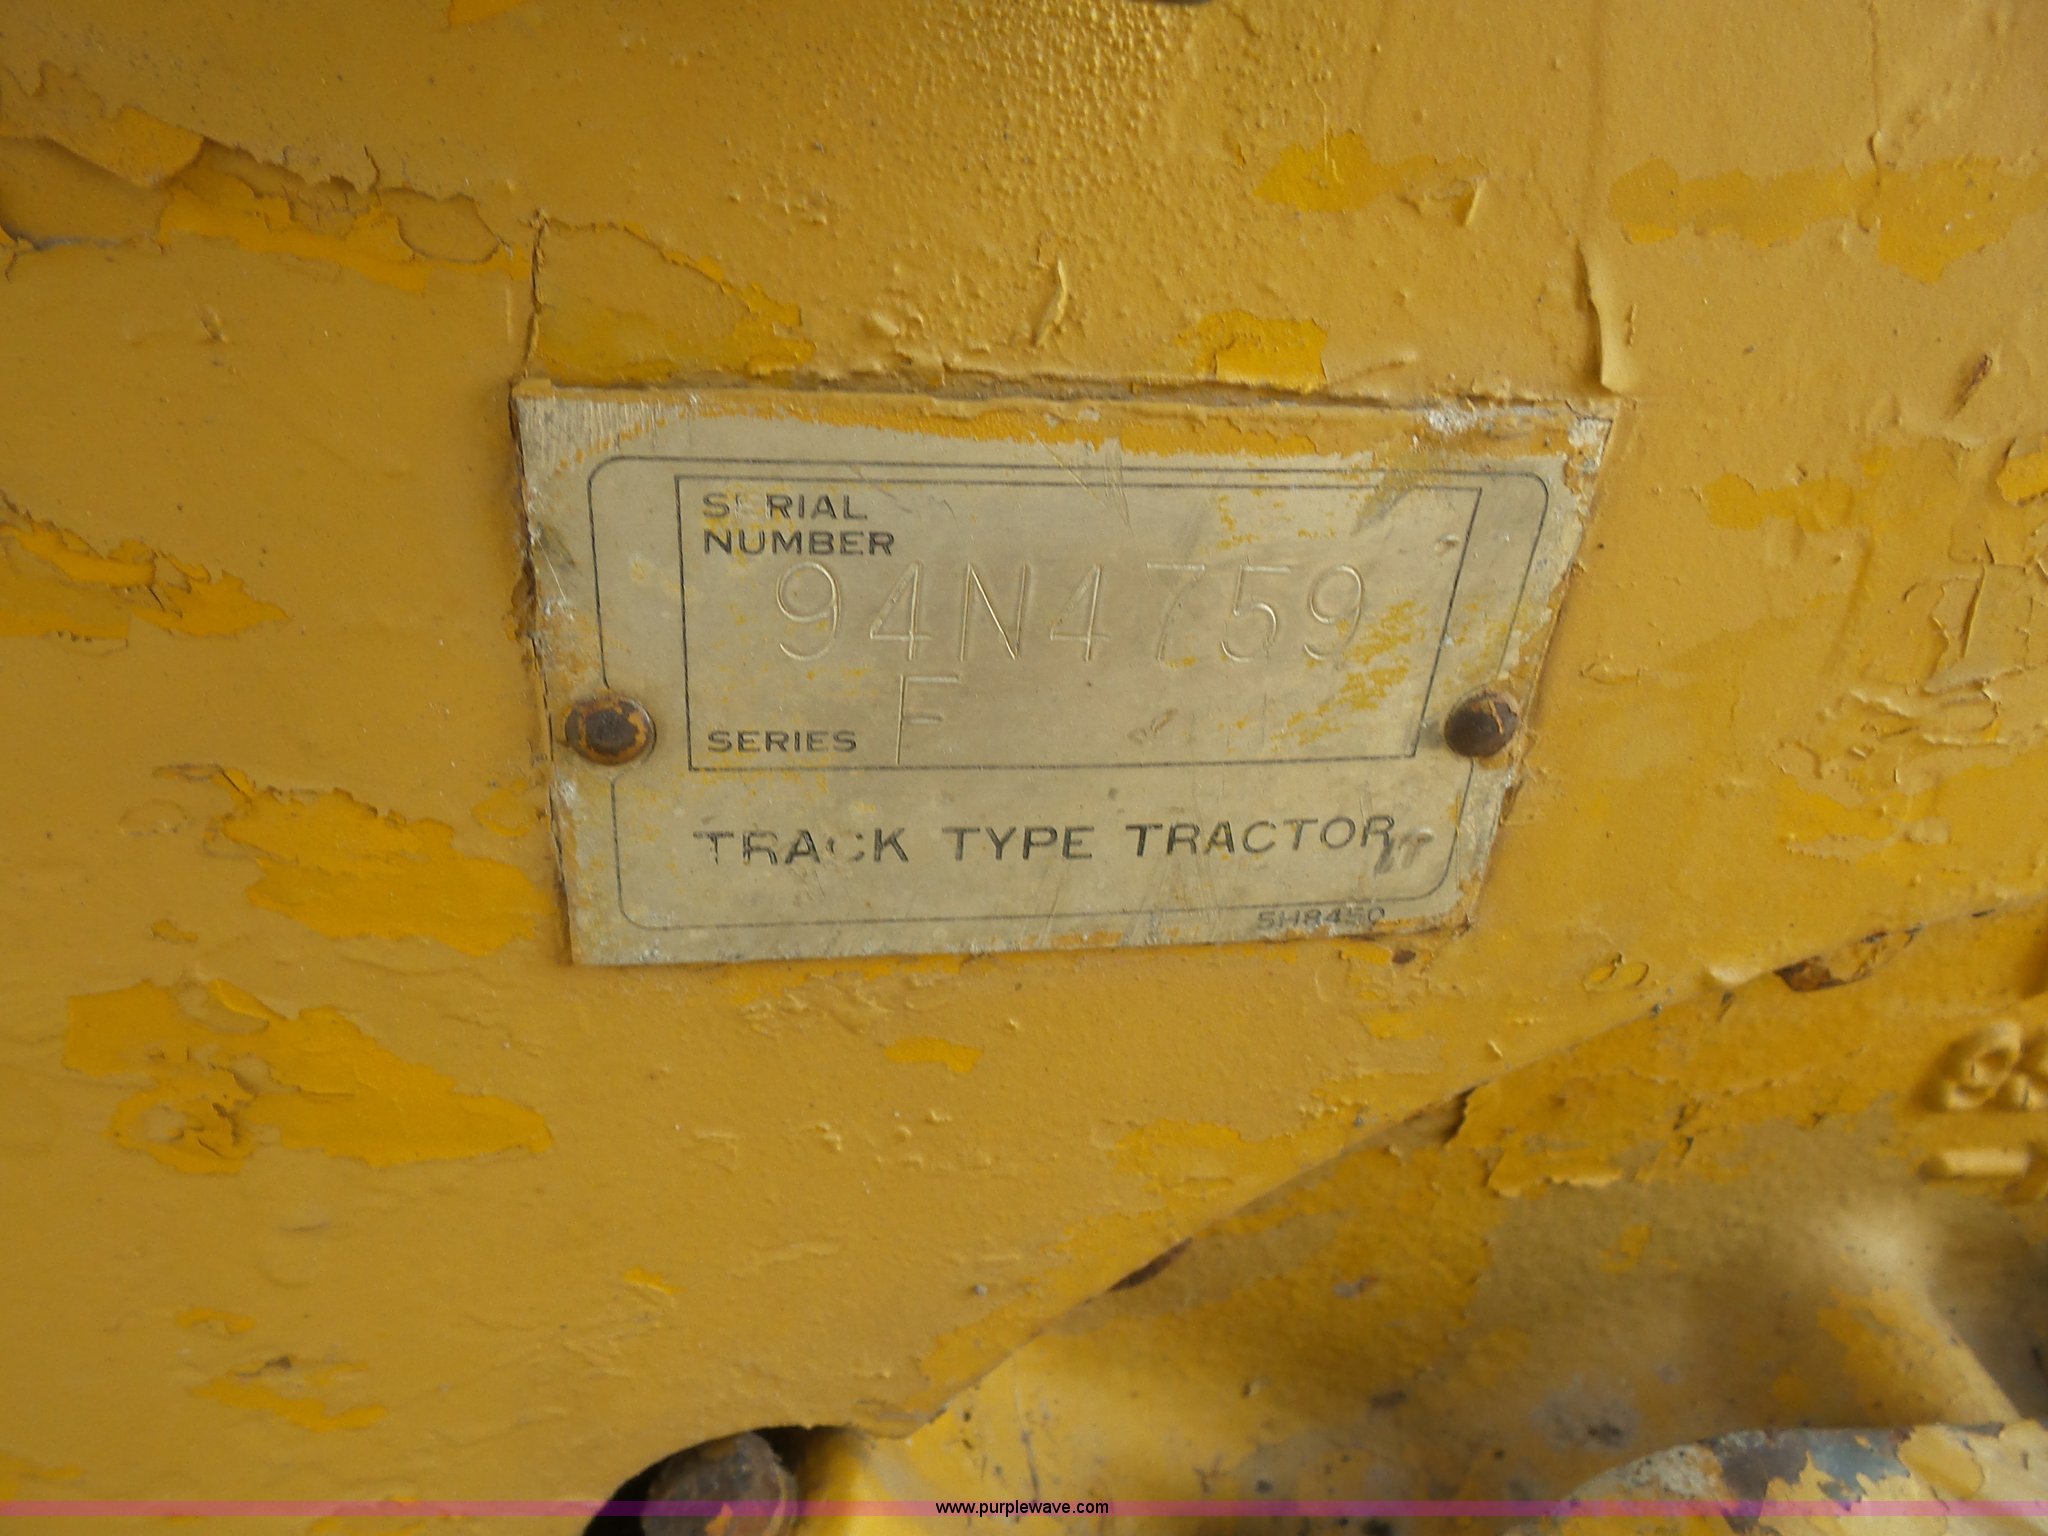 SERIAL
NUMBER
94N4759
SERIES F
TRACK TYPE TRACTOR
5H8450
www.purplewave.com